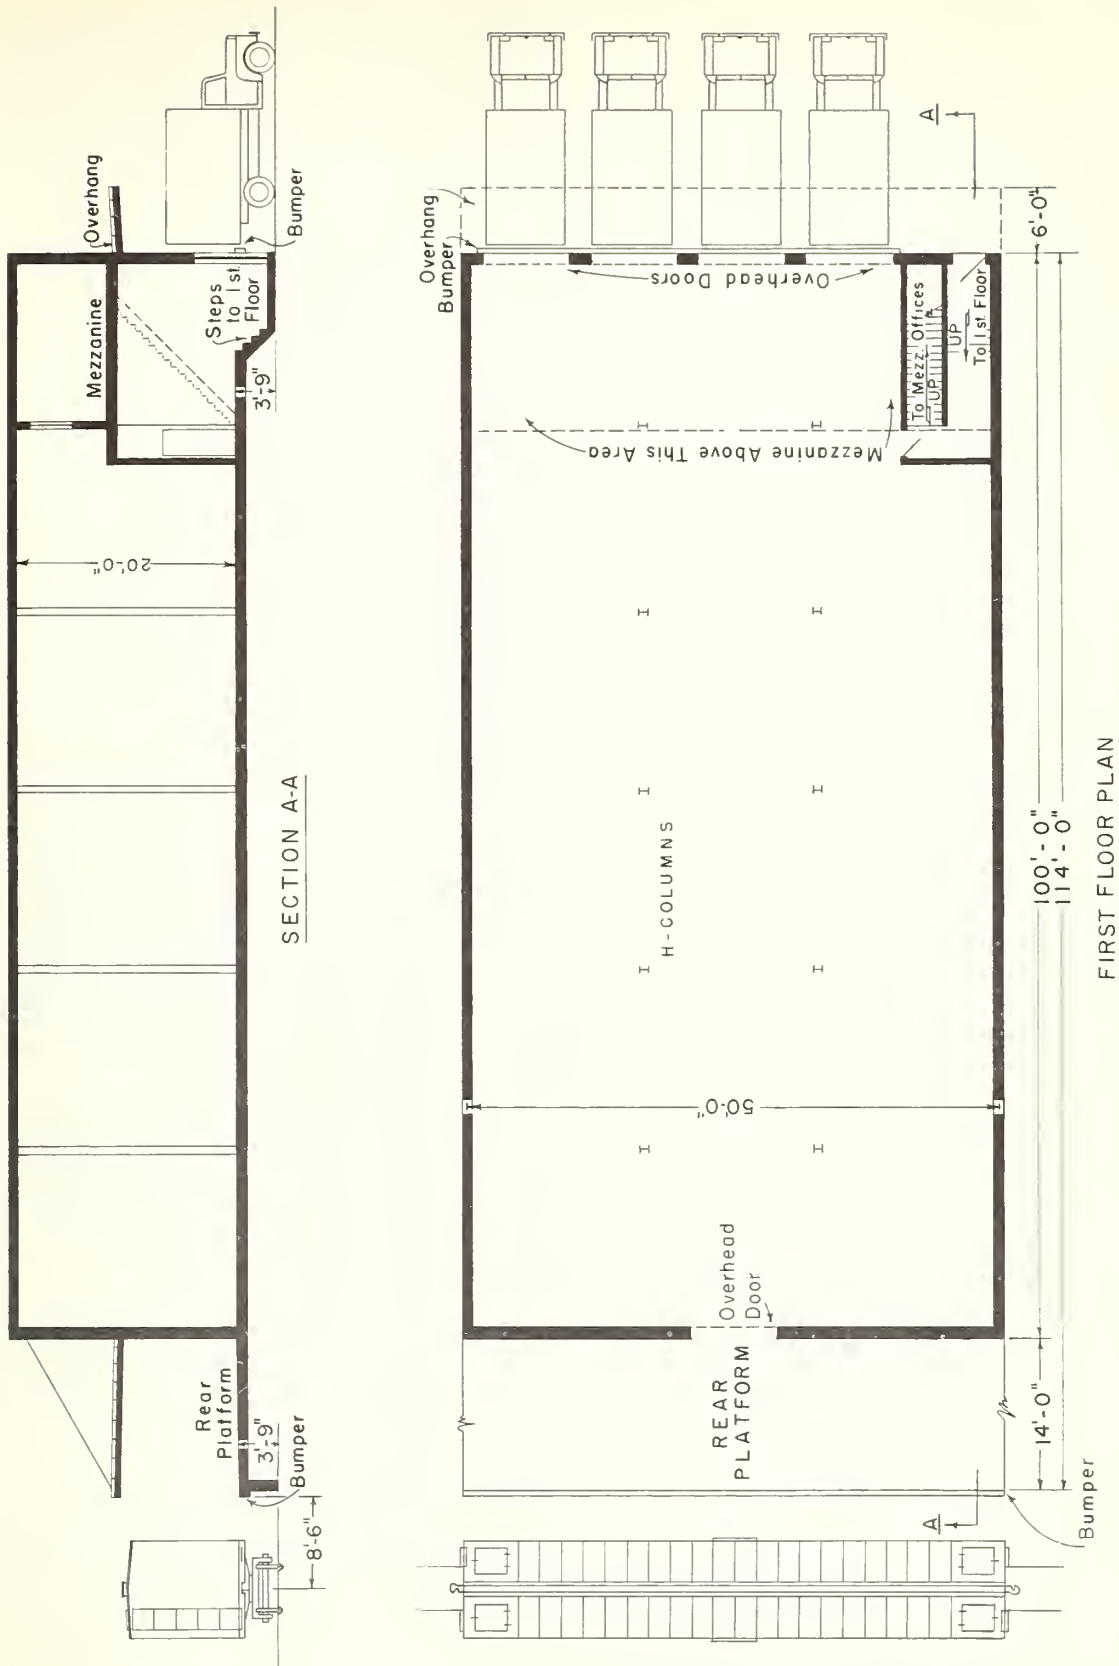 Overhang
Mezzanine
Steps
to 1st.
Floor
Bumper
3'-9"
20'-0"
Rear
Platform
3'-9"
Bumper
8'-6"
SECTION A-A
Overhang
Bumper
Overhead Doors
A
6'-0"
To Mezz. Offices
UP
UP
To 1st. Floor
Mezzanine Above This Area
H-COLUMNS
50'-0"
Overhead
Door
REAR
PLATFORM
100'-0"
114'-0"
14'-0"
A
Bumper
FIRST FLOOR PLAN